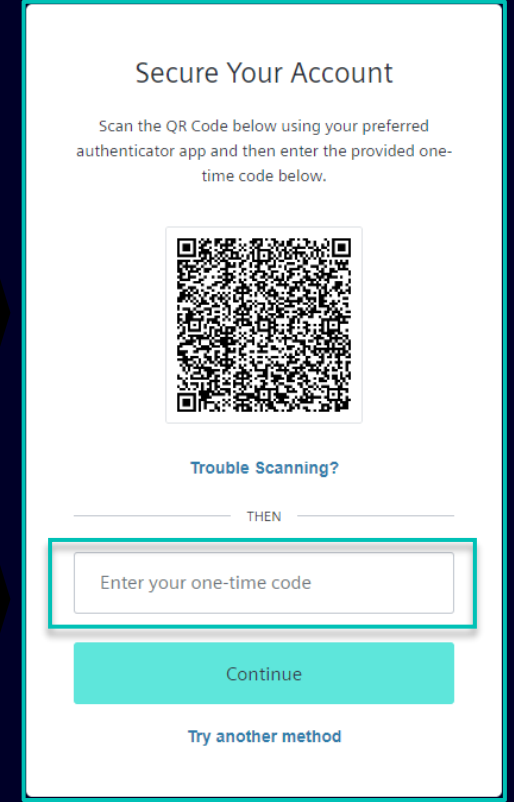 Secure Your Account
Scan the QR Code below using your preferred
authenticator app and then enter the provided one-
time code below.
Trouble Scanning?
THEN
Enter your one-time code
Continue
Try another method